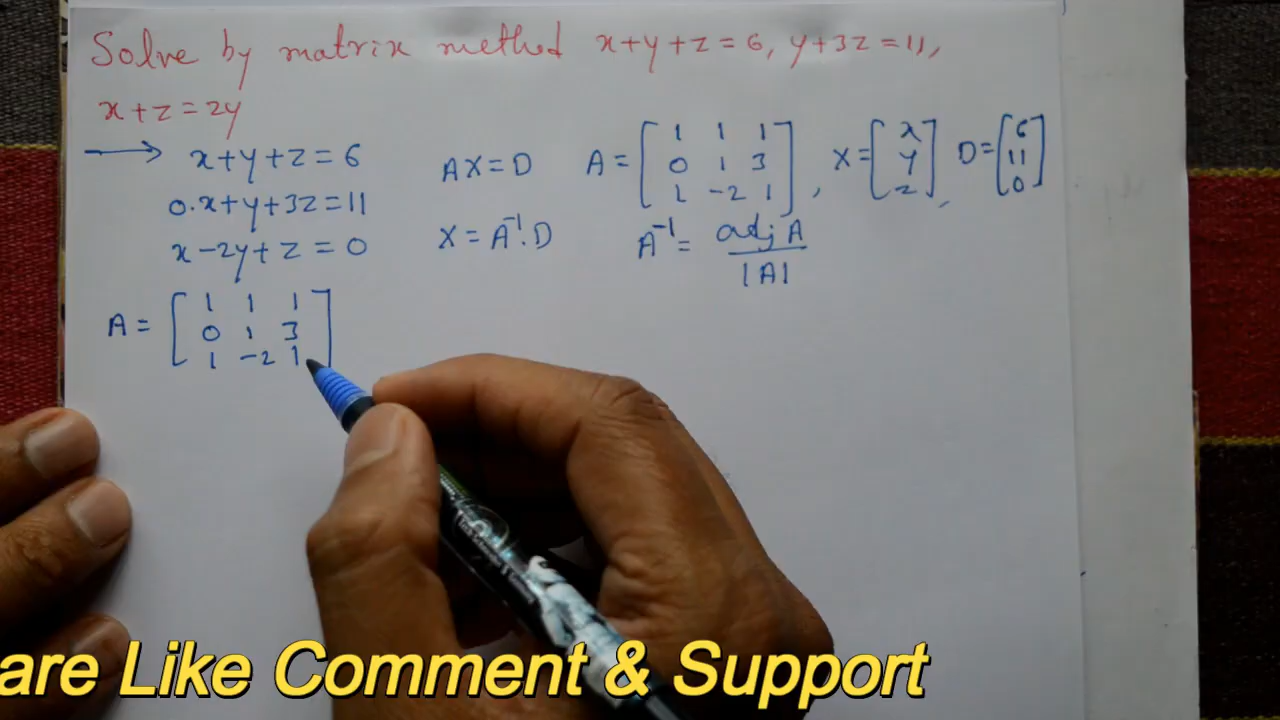 Solve by matrix method x+y+z=6, y+3z=11,
x+z=2y
→ x+y+z=6
0.x+y+3z=11
x-2y+z=0
AX=D
X=A⁻¹.D
A=[1 1 1
0 1 3
1 -2 1], X=[x
y
z], D=[6
11
0]
A⁻¹= adj A
|A|
A=[1 1 1
0 1 3
1 -2 1]
are Like Comment & Support